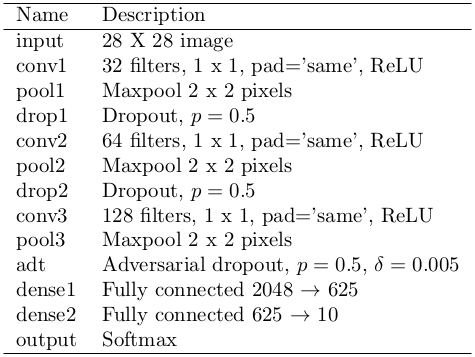 Name Description
input 28 X 28 image
conv1 32 filters, 1 x 1, pad='same', ReLU
pool1 Maxpool 2 x 2 pixels
drop1 Dropout, p = 0.5
conv2 64 filters, 1 x 1, pad='same', ReLU
pool2 Maxpool 2 x 2 pixels
drop2 Dropout, p = 0.5
conv3 128 filters, 1 x 1, pad='same', ReLU
pool3 Maxpool 2 x 2 pixels
adt Adversarial dropout, p = 0.5, δ = 0.005
dense1 Fully connected 2048 → 625
dense2 Fully connected 625 → 10
output Softmax